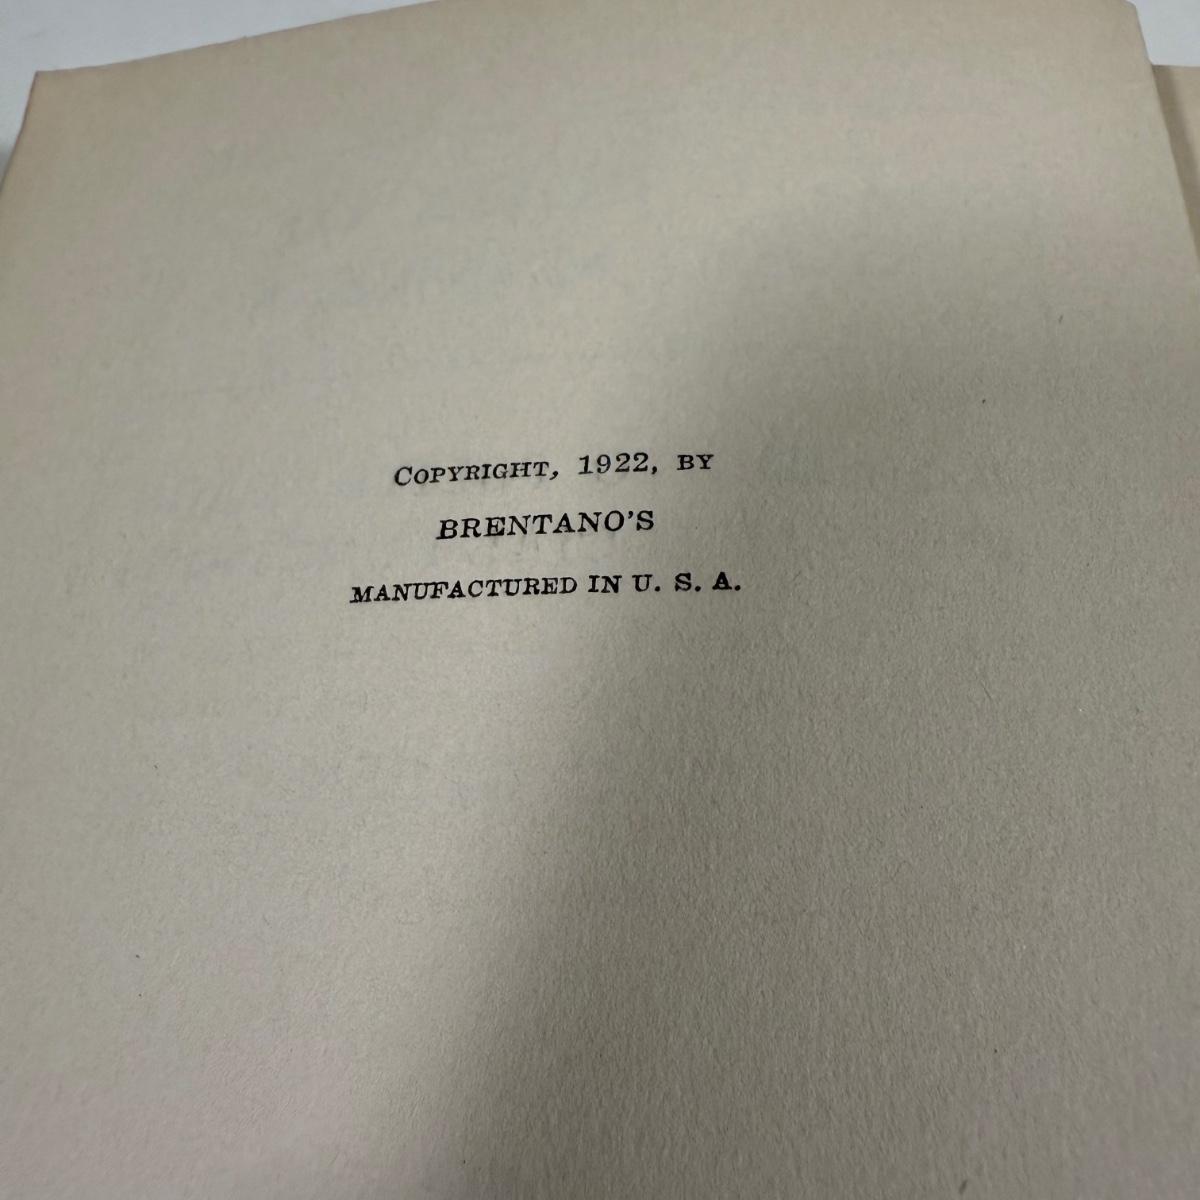 COPYRIGHT, 1922, BY
BRENTANO'S
MANUFACTURED IN U. S. A.